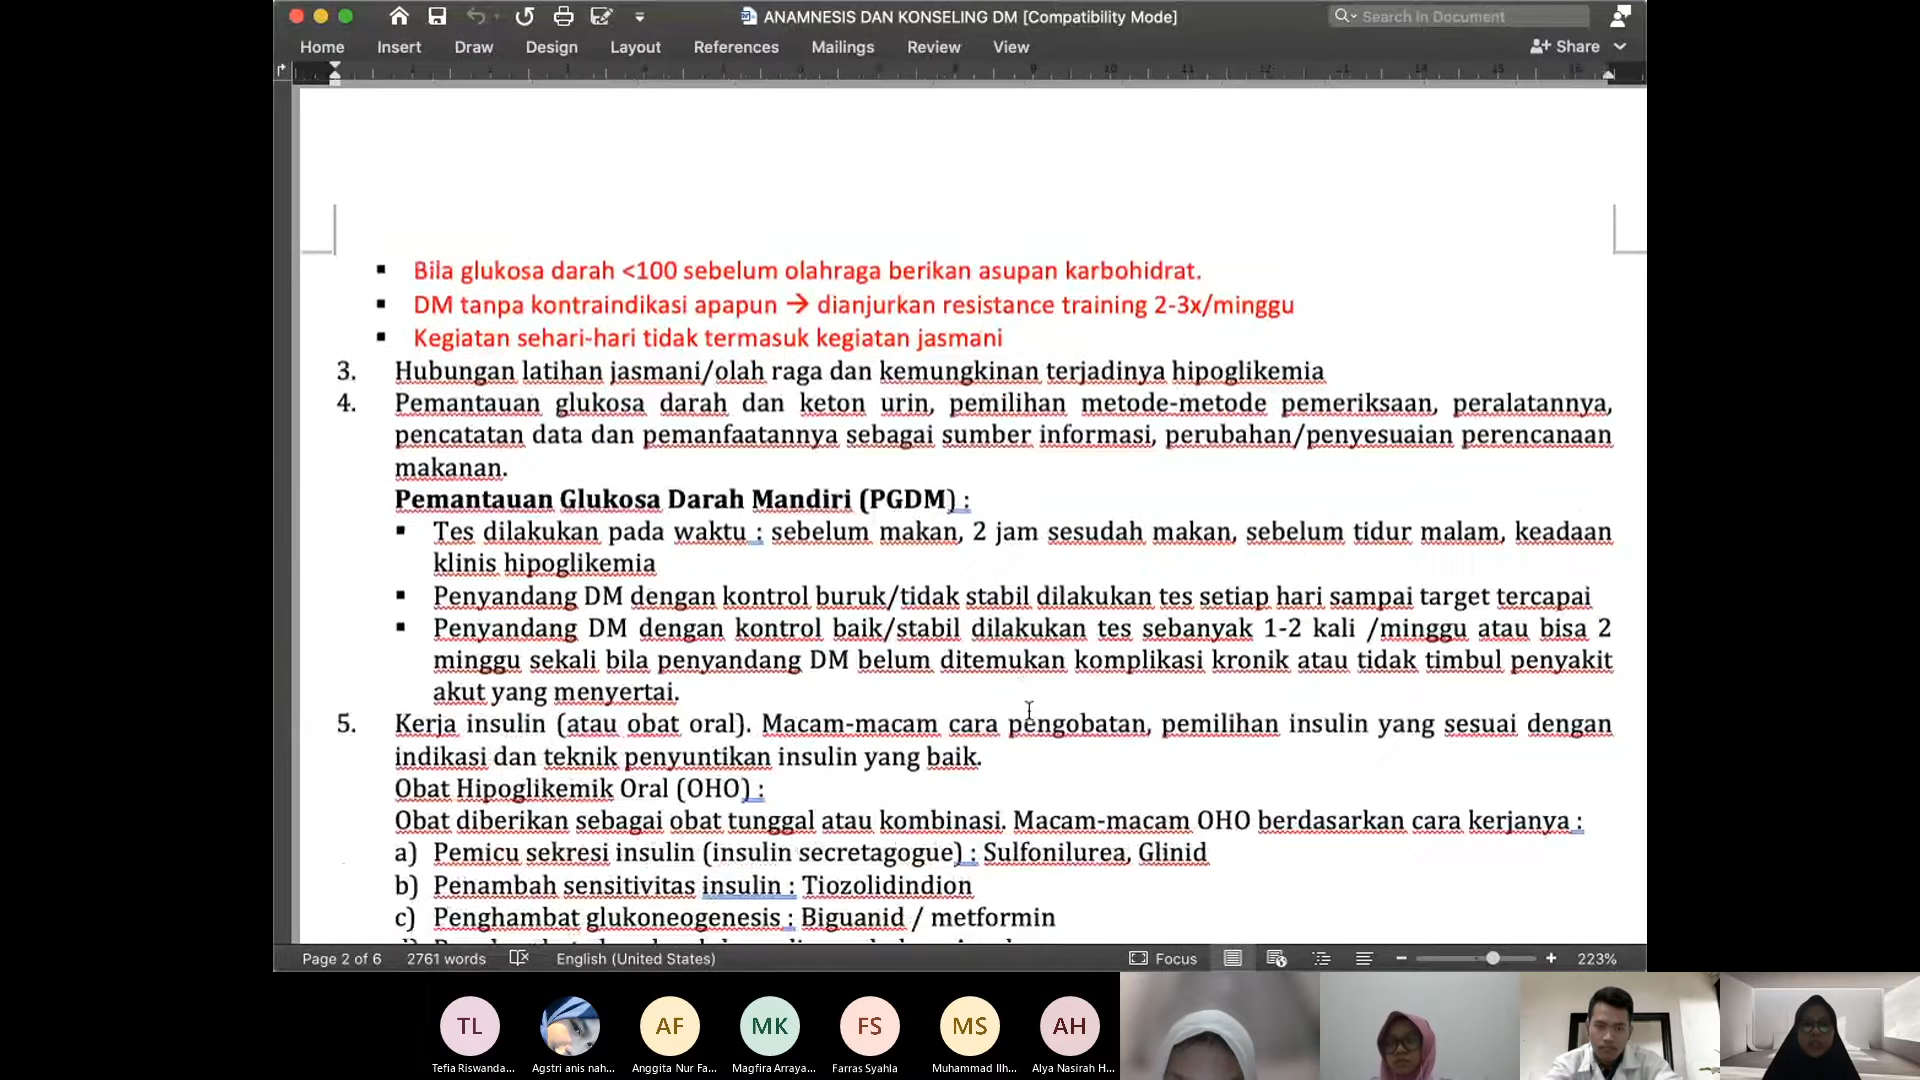 ANAMNESIS DAN KONSELING DM [Compatibility Mode]
Search in Document
Home Insert Draw Design Layout References Mailings Review View Share
Bila glukosa darah <100 sebelum olahraga berikan asupan karbohidrat.
DM tanpa kontraindikasi apapun → dianjurkan resistance training 2-3x/minggu
Kegiatan sehari-hari tidak termasuk kegiatan jasmani
3. Hubungan latihan jasmani/olah raga dan kemungkinan terjadinya hipoglikemia
4. Pemantauan glukosa darah dan keton urin, pemilihan metode-metode pemeriksaan, peralatannya,
pencatatan data dan pemanfaatannya sebagai sumber informasi, perubahan/penyesuaian perencanaan
makanan.
Pemantauan Glukosa Darah Mandiri (PGDM) :
Tes dilakukan pada waktu : sebelum makan, 2 jam sesudah makan, sebelum tidur malam, keadaan
klinis hipoglikemia
Penyandang DM dengan kontrol buruk/tidak stabil dilakukan tes setiap hari sampai target tercapai
Penyandang DM dengan kontrol baik/stabil dilakukan tes sebanyak 1-2 kali /minggu atau bisa 2
minggu sekali bila penyandang DM belum ditemukan komplikasi kronik atau tidak timbul penyakit
akut yang menyertai.
5. Kerja insulin (atau obat oral). Macam-macam cara pengobatan, pemilihan insulin yang sesuai dengan
indikasi dan teknik penyuntikan insulin yang baik.
Obat Hipoglikemik Oral (OHO) :
Obat diberikan sebagai obat tunggal atau kombinasi. Macam-macam OHO berdasarkan cara kerjanya :
a) Pemicu sekresi insulin (insulin secretagogue) : Sulfonilurea, Glinid
b) Penambah sensitivitas insulin : Tiozolidindion
c) Penghambat glukoneogenesis : Biguanid / metformin
Page 2 of 6 2761 words English (United States) Focus 223%
TL AF MK FS MS AH
Tefia Riswanda... Agstri anis nah... Anggita Nur Fa... Magfira Arraya... Farras Syahla Muhammad Ilh... Alya Nasirah H...